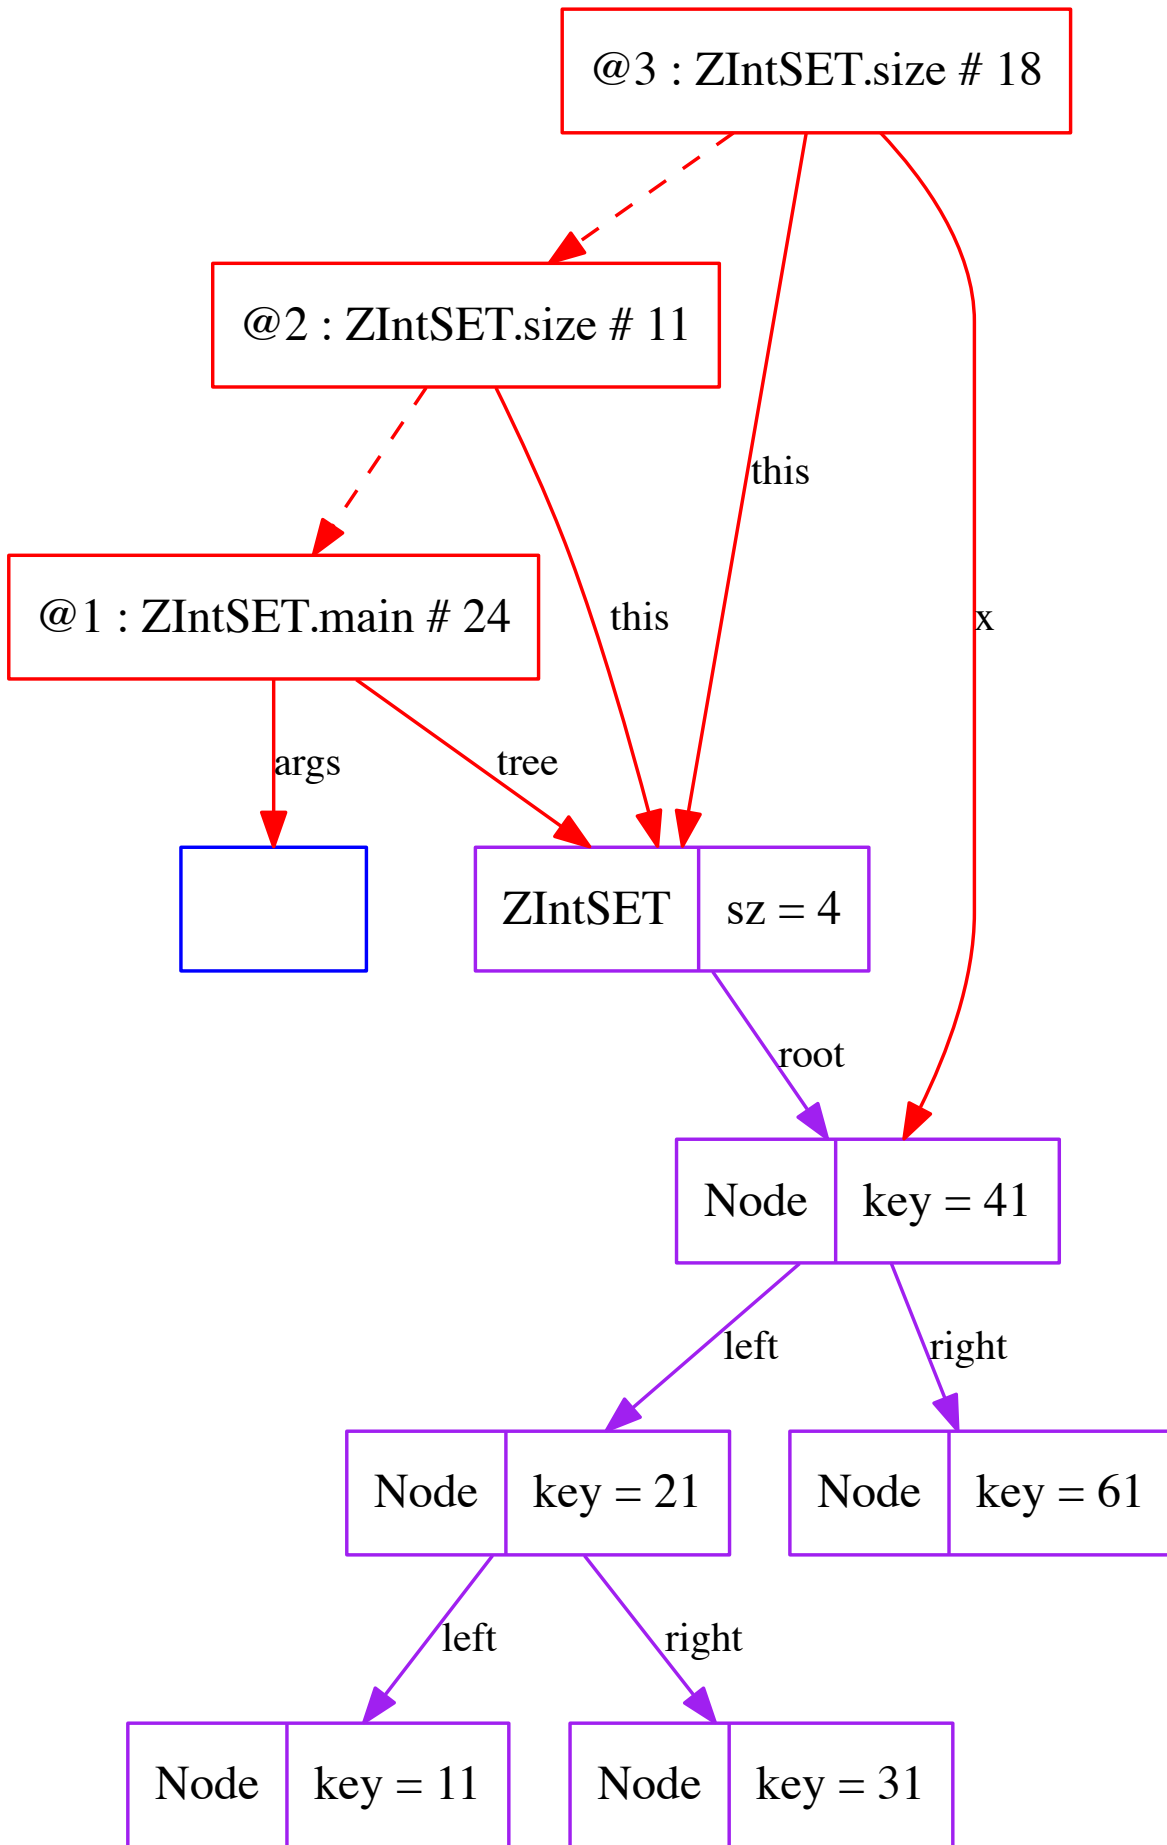 @3 : ZIntSET.size # 18
@2 : ZIntSET.size # 11
this
@1 : ZIntSET.main # 24
this
x
args
tree
ZIntSET
sz = 4
root
Node
key = 41
left
right
Node
key = 21
Node
key = 61
left
right
Node
key = 11
Node
key = 31